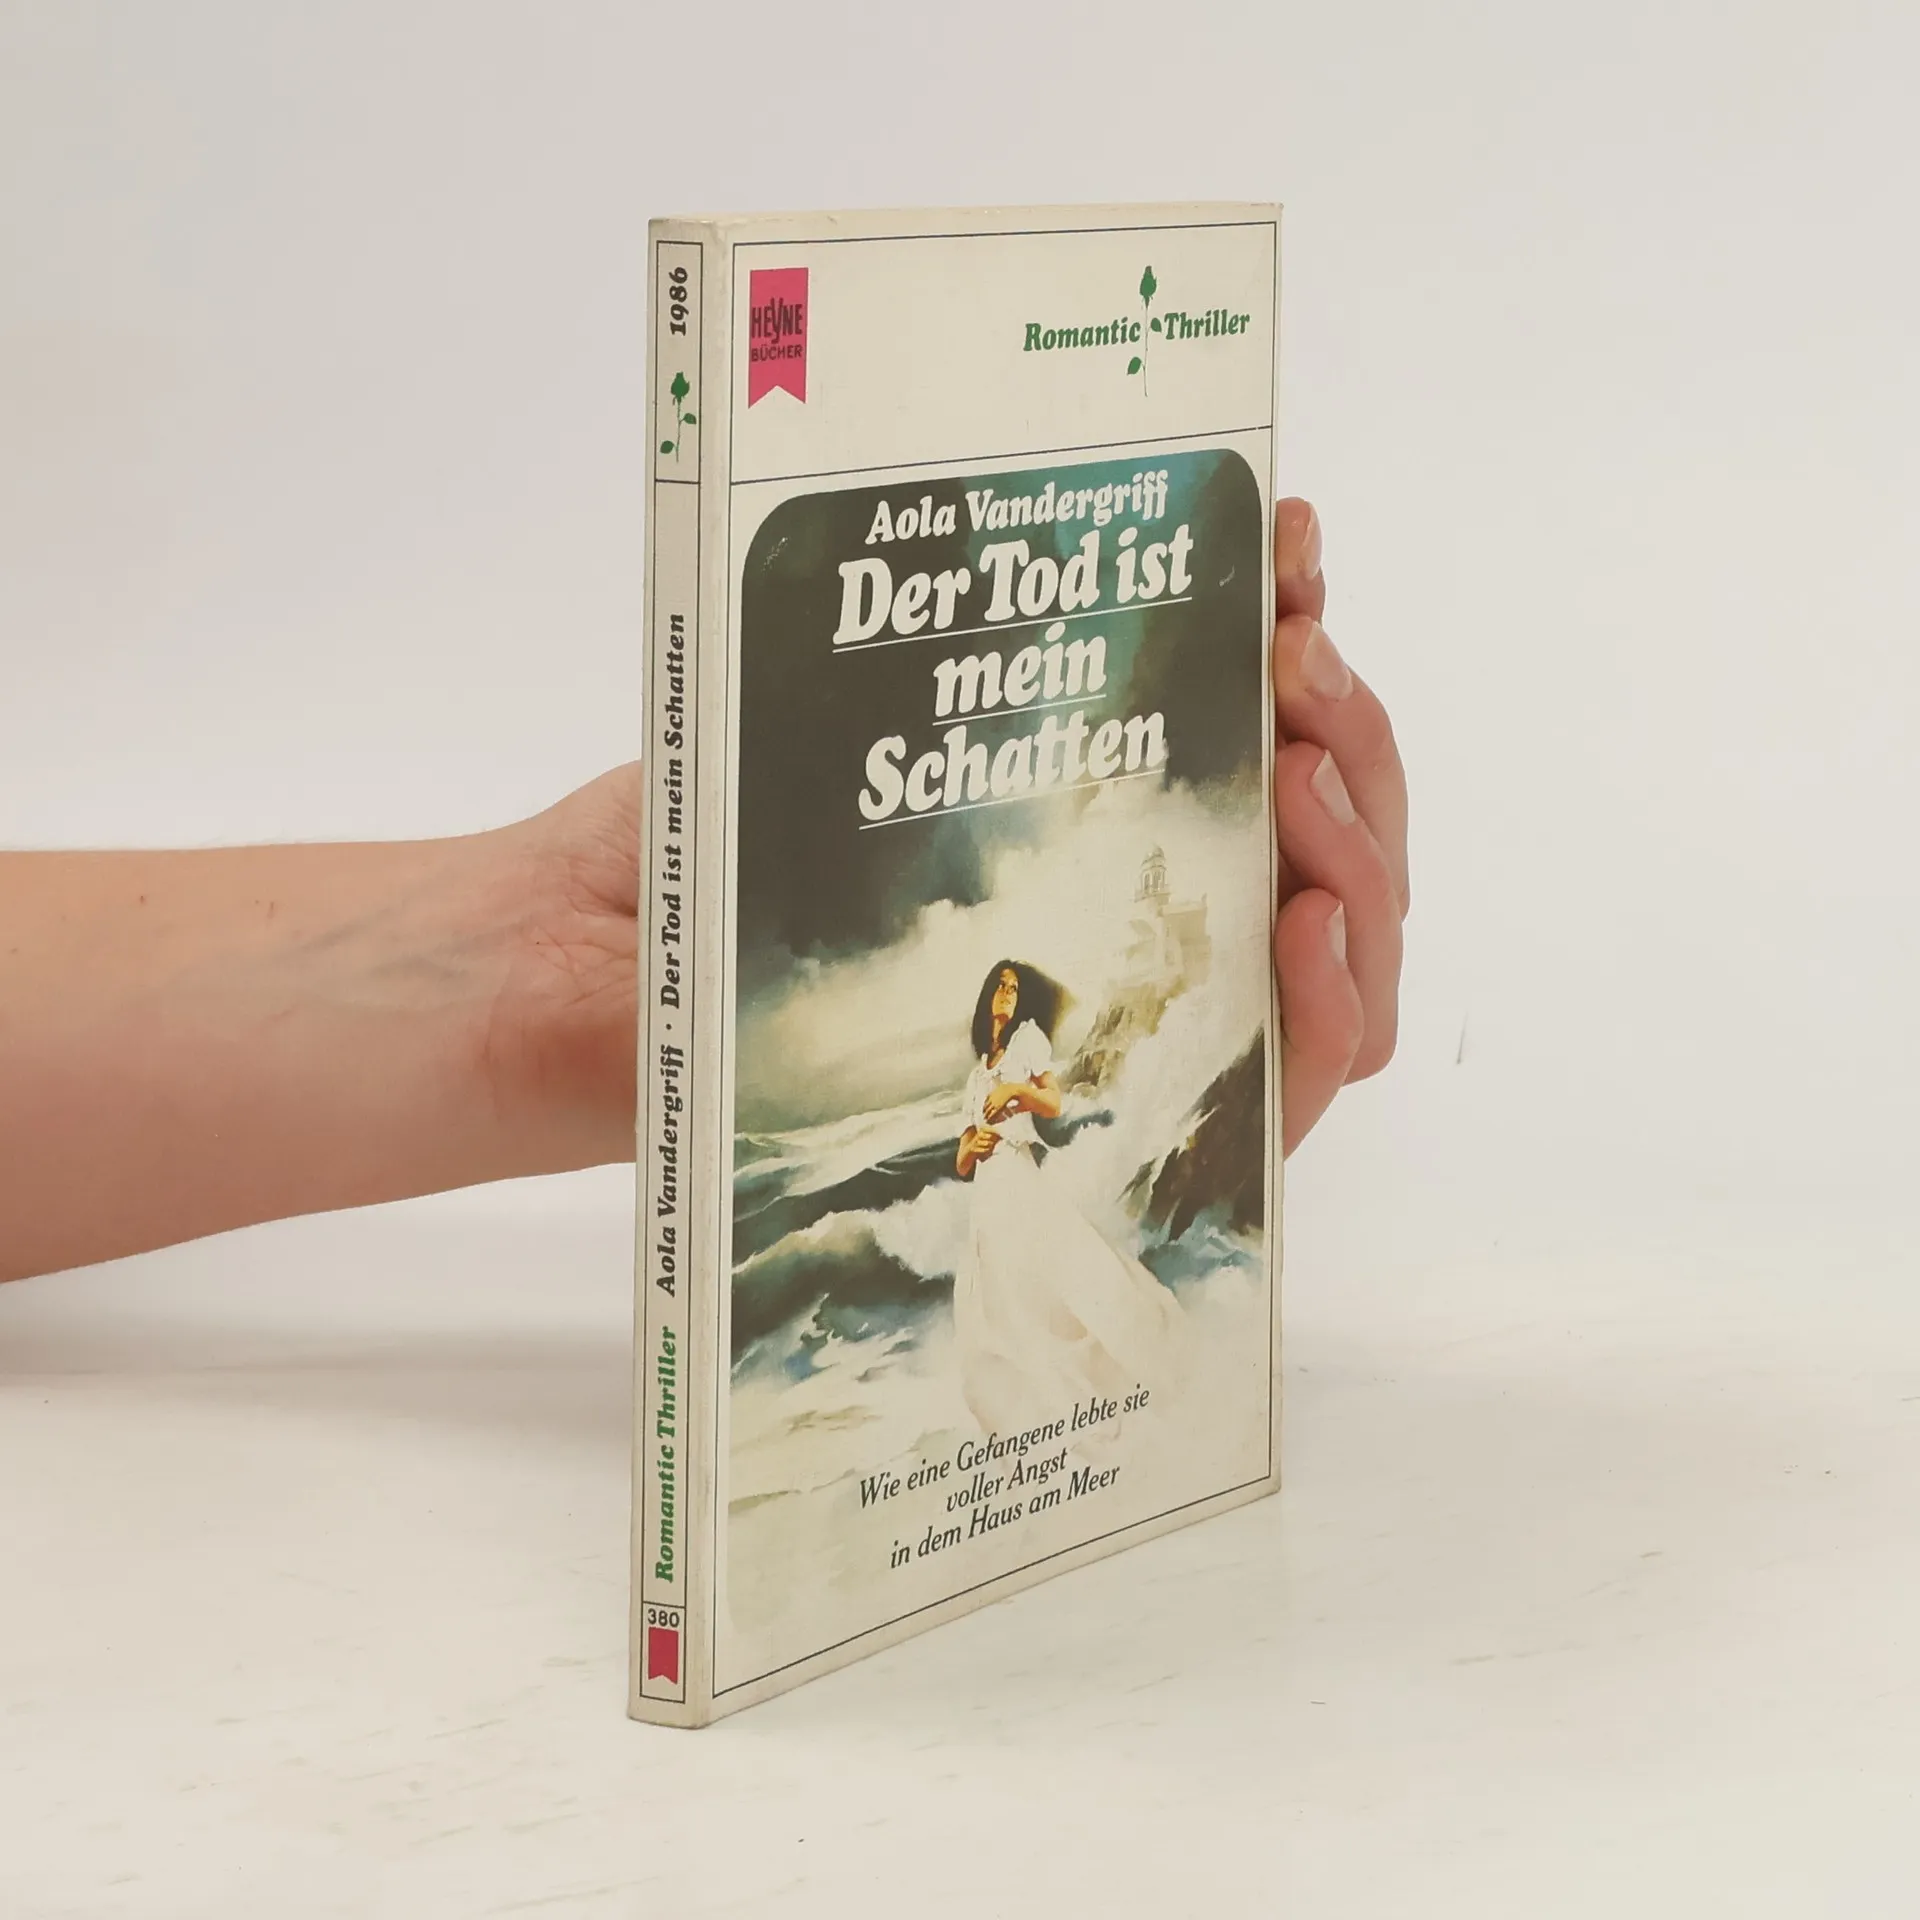 1986
Romantic Thriller Aola Vandergriff · Der Tod ist mein Schatten
380
HEYNE
BÜCHER
Romantic Thriller
Aola Vandergriff
Der Tod ist
mein
Schatten
Wie eine Gefangene lebte sie
voller Angst
in dem Haus am Meer